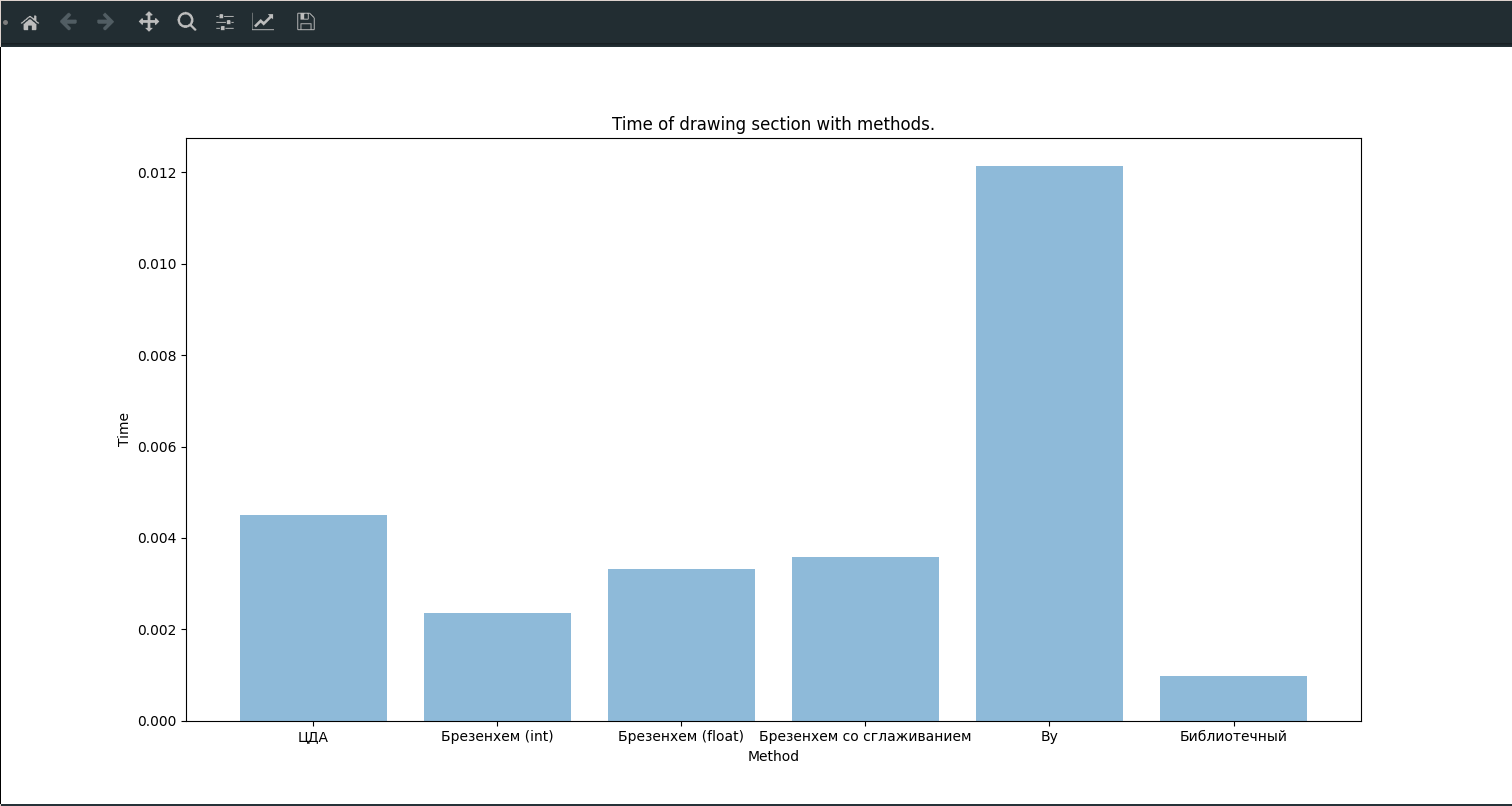 Time of drawing section with methods.
0.012
0.010
0.008
0.006
0.004
0.002
0.000
Time
ЦДА
Брезенхем (int)
Брезенхем (float)
Брезенхем со сглаживанием
Ву
Библиотечный
Method